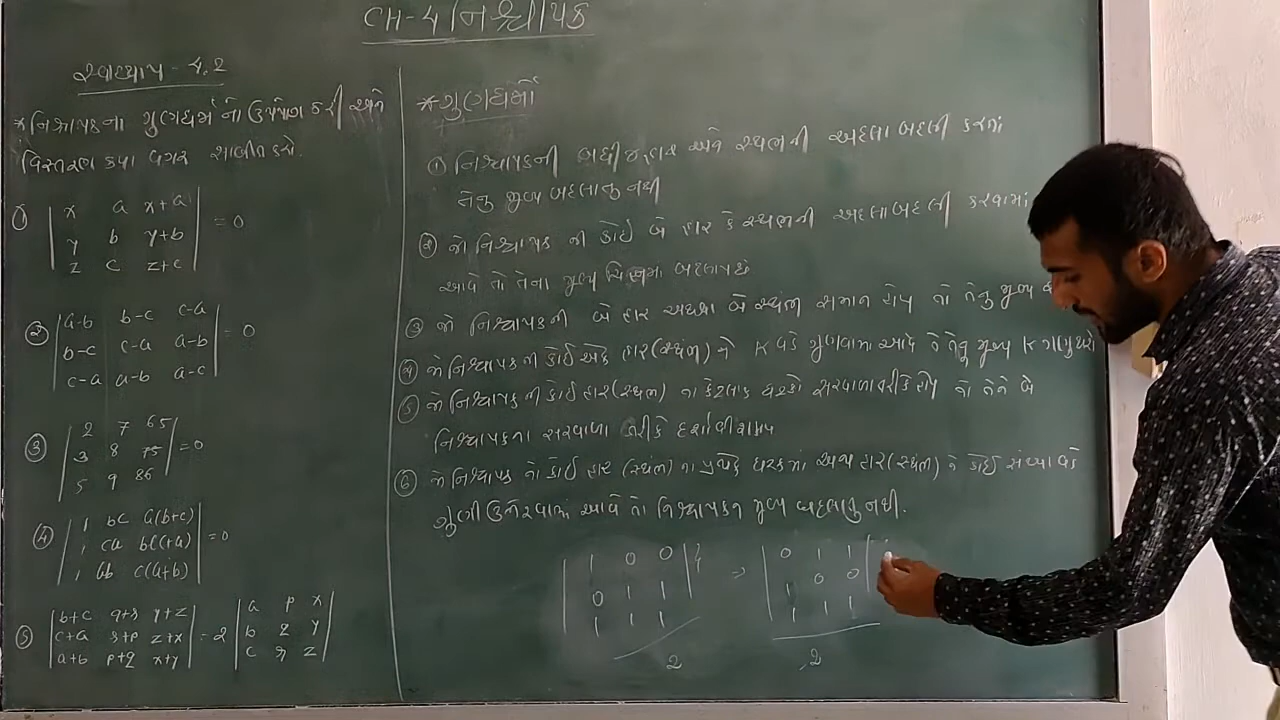 CH-4 નિશ્ચાયક
સ્વાધ્યાય - 4.2
* નિશ્ચાયકના ગુણધર્મોનો ઉપયોગ કરી અને
વિસ્તરણ કર્યા વગર સાબિત કરો.
① | x a x+a |
| y b y+b | = 0
| z c z+c |
② | a-b b-c c-a |
| b-c c-a a-b | = 0
| c-a a-b a-c |
③ | 2 7 65 |
| 3 8 75 | = 0
| 5 9 86 |
④ | 1 bc a(b+c) |
| 1 ca b(c+a) | = 0
| 1 ab c(a+b) |
⑤ | b+c q+r y+z | | a p x |
| c+a r+p z+x | = 2 | b q y |
| a+b p+q x+y | | c r z |
* ગુણધર્મો
① નિશ્ચાયકની બધી હાર અને સ્થંભની અદલા બદલી કરતાં
તેનુ મુલ્ય બદલાતુ નથી
② જો નિશ્ચાયક ની કોઈ બે હાર કે સ્થંભની અદલાબદલી કરવામાં
આવે તો તેના મુલ્ય ચિહ્નમા બદલાય છે
③ જો નિશ્ચાયકની બે હાર અથવા બે સ્થંભ સમાન હોય તો તેનુ મુલ્ય
④ જો નિશ્ચાયક ની કોઈ એક હાર(સ્થંભ) ને K વડે ગુણવામા આવે તો તેનુ મુલ્ય K ગણુ થશે
⑤ જો નિશ્ચાયક ની કોઈ હાર(સ્થંભ) ના કેટલાક ઘટકો સરવાળા તરીકે હોય તો તેને બે
નિશ્ચાયકના સરવાળા તરીકે દર્શાવી શકાય
⑥ જો નિશ્ચાયક ની કોઈ હાર (સ્થંભ) ના પ્રત્યેક ઘટકમાં અન્ય હાર(સ્થંભ) ને કોઈ સંખ્યા વડે
ગુણી ઉમેરવામાં આવે તો નિશ્ચાયકનુ મુલ્ય બદલાતુ નથી.
| 1 0 0 | → | 0 1 1 |
| 0 1 1 | | 1 0 0 |
| 1 1 1 | | 1 1 1 |
2 2